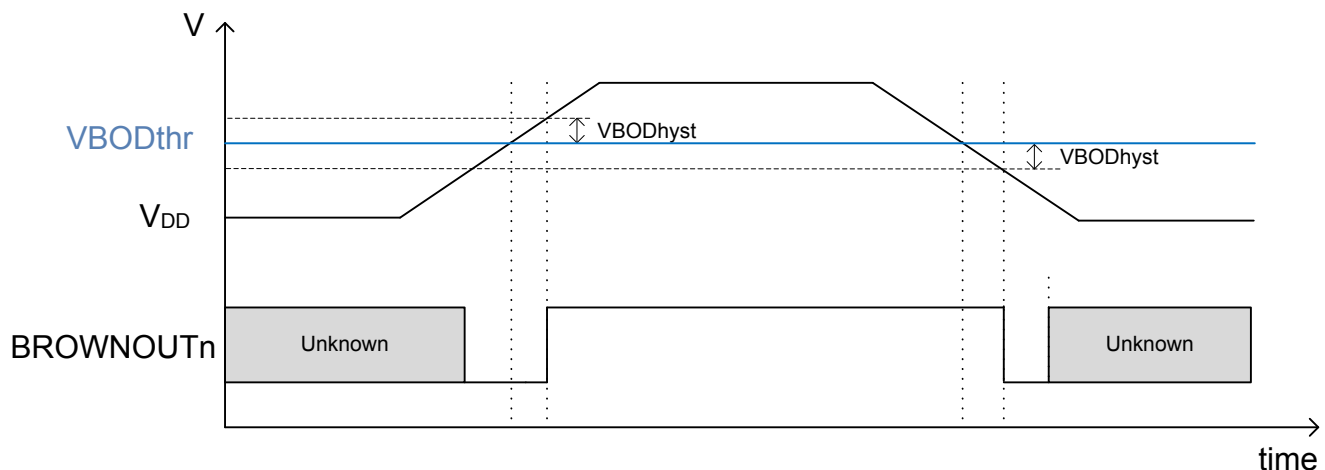 V
VBODhyst
VBODthr
VBODhyst
VDD
BROWNOUTn
Unknown
Unknown
time